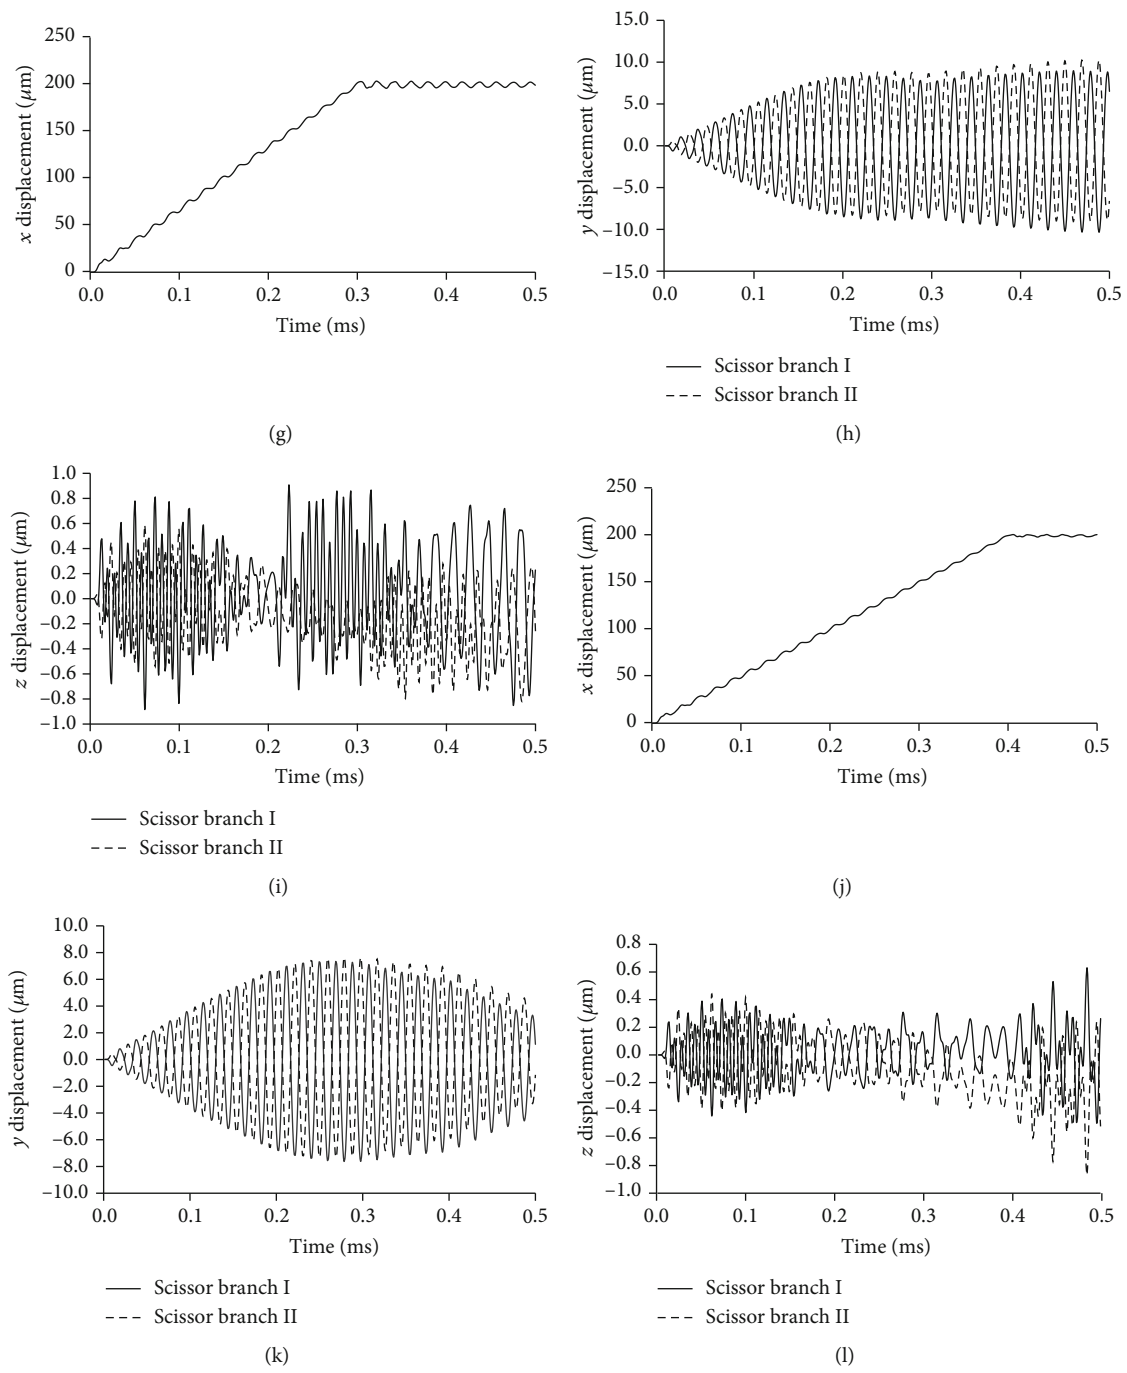 250
200
150
100
50
0
x displacement (μm)
0.0 0.1 0.2 0.3 0.4 0.5
Time (ms)
(g)
15.0
10.0
5.0
0.0
−5.0
−10.0
−15.0
y displacement (μm)
0.0 0.1 0.2 0.3 0.4 0.5
Time (ms)
Scissor branch I
Scissor branch II
(h)
1.0
0.8
0.6
0.4
0.2
0.0
−0.2
−0.4
−0.6
−0.8
−1.0
z displacement (μm)
0.0 0.1 0.2 0.3 0.4 0.5
Time (ms)
Scissor branch I
Scissor branch II
(i)
250
200
150
100
50
0
x displacement (μm)
0.0 0.1 0.2 0.3 0.4 0.5
Time (ms)
(j)
10.0
8.0
6.0
4.0
2.0
0.0
−2.0
−4.0
−6.0
−8.0
−10.0
y displacement (μm)
0.0 0.1 0.2 0.3 0.4 0.5
Time (ms)
Scissor branch I
Scissor branch II
(k)
0.8
0.6
0.4
0.2
0.0
−0.2
−0.4
−0.6
−0.8
−1.0
z displacement (μm)
0.0 0.1 0.2 0.3 0.4 0.5
Time (ms)
Scissor branch I
Scissor branch II
(l)